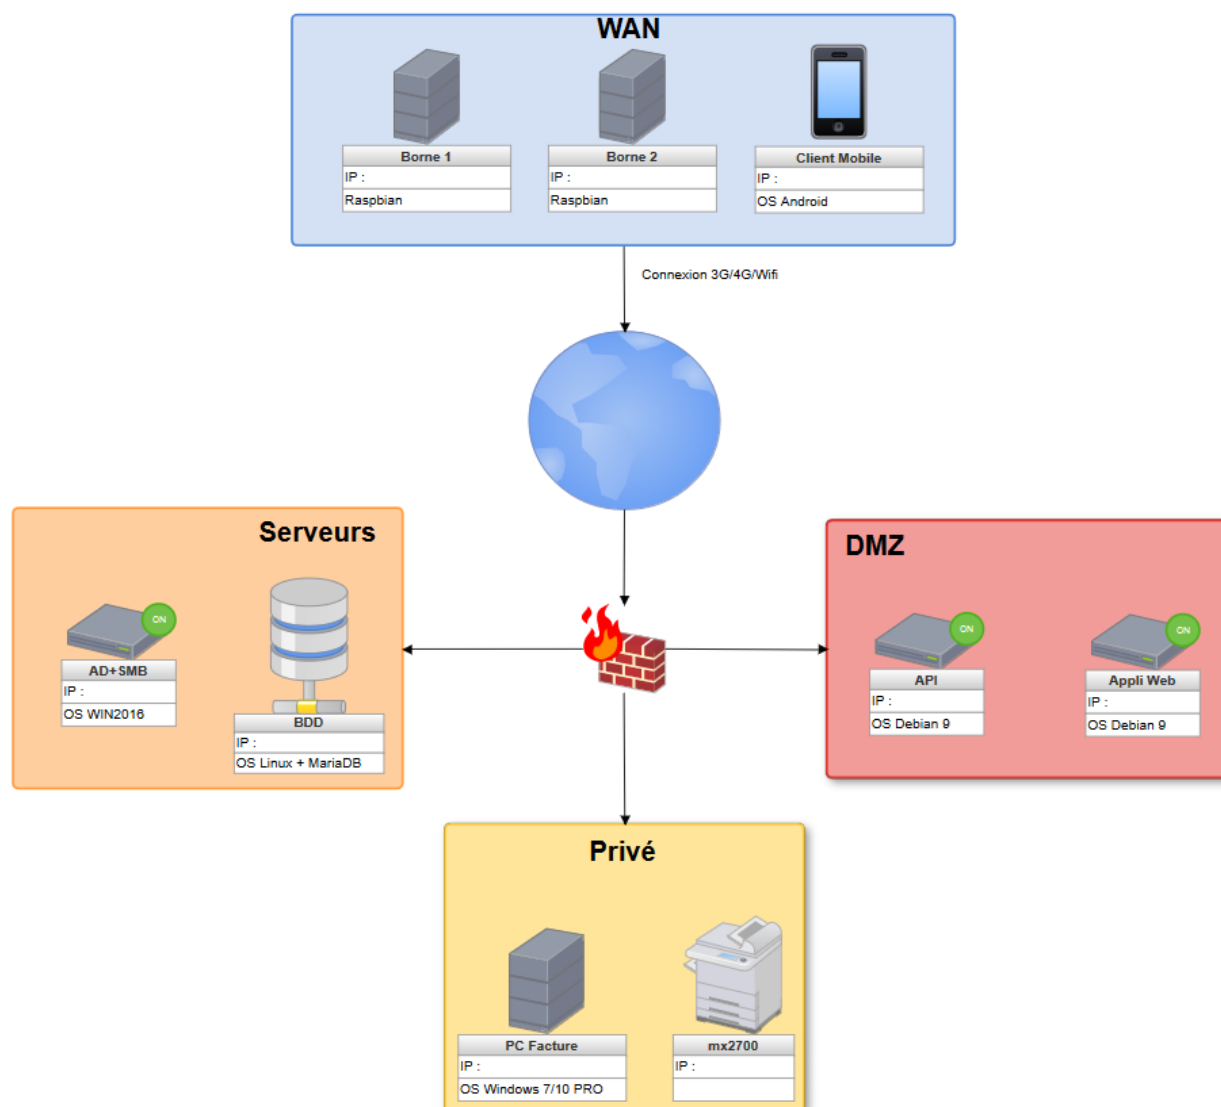 WAN
Borne 1
IP :
Raspbian
Borne 2
IP :
Raspbian
Client Mobile
IP :
OS Android
Connexion 3G/4G/Wifi
Serveurs
ON
AD+SMB
IP :
OS WIN2016
BDD
IP :
OS Linux + MariaDB
DMZ
ON
API
IP :
OS Debian 9
ON
Appli Web
IP :
OS Debian 9
Privé
PC Facture
IP :
OS Windows 7/10 PRO
mx2700
IP :